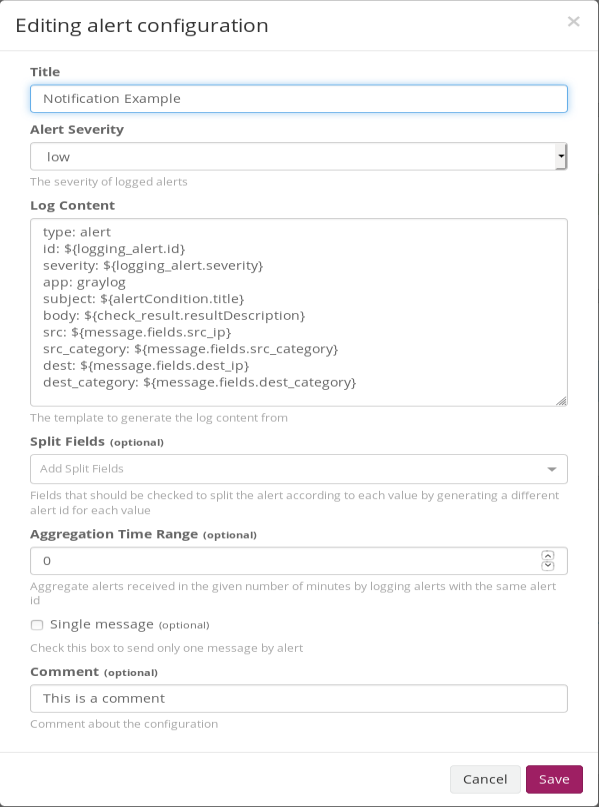 Editing alert configuration ×
Title
Notification Example
Alert Severity
low
The severity of logged alerts
Log Content
type: alert
id: ${logging_alert.id}
severity: ${logging_alert.severity}
app: graylog
subject: ${alertCondition.title}
body: ${check_result.resultDescription}
src: ${message.fields.src_ip}
src_category: ${message.fields.src_category}
dest: ${message.fields.dest_ip}
dest_category: ${message.fields.dest_category}
The template to generate the log content from
Split Fields (optional)
Add Split Fields
Fields that should be checked to split the alert according to each value by generating a different
alert id for each value
Aggregation Time Range (optional)
0
Aggregate alerts received in the given number of minutes by logging alerts with the same alert
id
Single message (optional)
Check this box to send only one message by alert
Comment (optional)
This is a comment
Comment about the configuration
Cancel Save